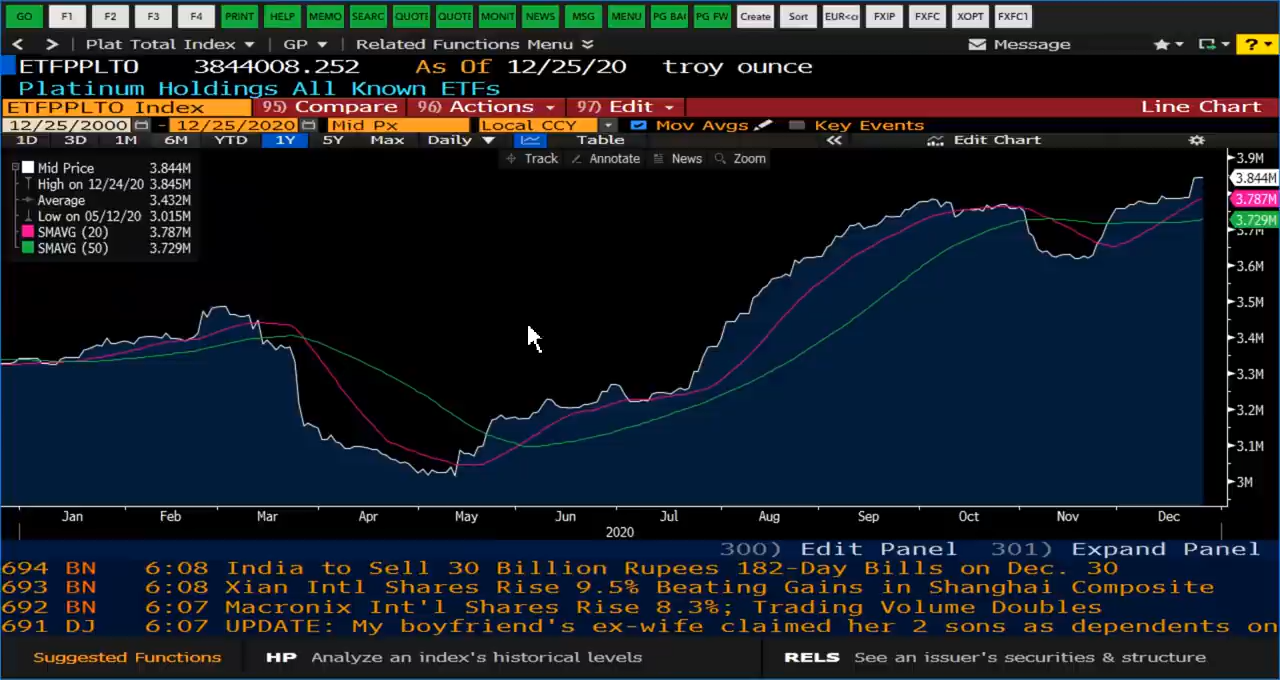 GO F1 F2 F3 F4 PRINT HELP MEMO SEARC QUOTE QUOTE MONIT NEWS MSG MENU PG BA PG FW Create Sort EUR<cr FXIP FXFC XOPT FXFC1
< > Plat Total Index GP Related Functions Menu Message ?
ETFPPLTO 3844008.252 As Of 12/25/20 troy ounce
Platinum Holdings All Known ETFs
ETFPPLTO Index 95) Compare 96) Actions 97) Edit Line Chart
12/25/2000 - 12/25/2020 Mid Px Local CCY Mov Avgs Key Events
1D 3D 1M 6M YTD 1Y 5Y Max Daily Table Edit Chart
Track Annotate News Zoom
Mid Price 3.844M
High on 12/24/20 3.845M
Average 3.432M
Low on 05/12/20 3.015M
SMAVG (20) 3.787M
SMAVG (50) 3.729M
3.9M
3.844M
3.787M
3.729M
3.7M
3.6M
3.5M
3.4M
3.3M
3.2M
3.1M
3M
Jan Feb Mar Apr May Jun Jul Aug Sep Oct Nov Dec
2020
300) Edit Panel 301) Expand Panel
694 BN 6:08 India to Sell 30 Billion Rupees 182-Day Bills on Dec. 30
693 BN 6:08 Xian Intl Shares Rise 9.5% Beating Gains in Shanghai Composite
692 BN 6:07 Macronix Int'l Shares Rise 8.3%; Trading Volume Doubles
691 DJ 6:07 UPDATE: My boyfriend's ex-wife claimed her 2 sons as dependents on
Suggested Functions HP Analyze an index's historical levels RELS See an issuer's securities & structure